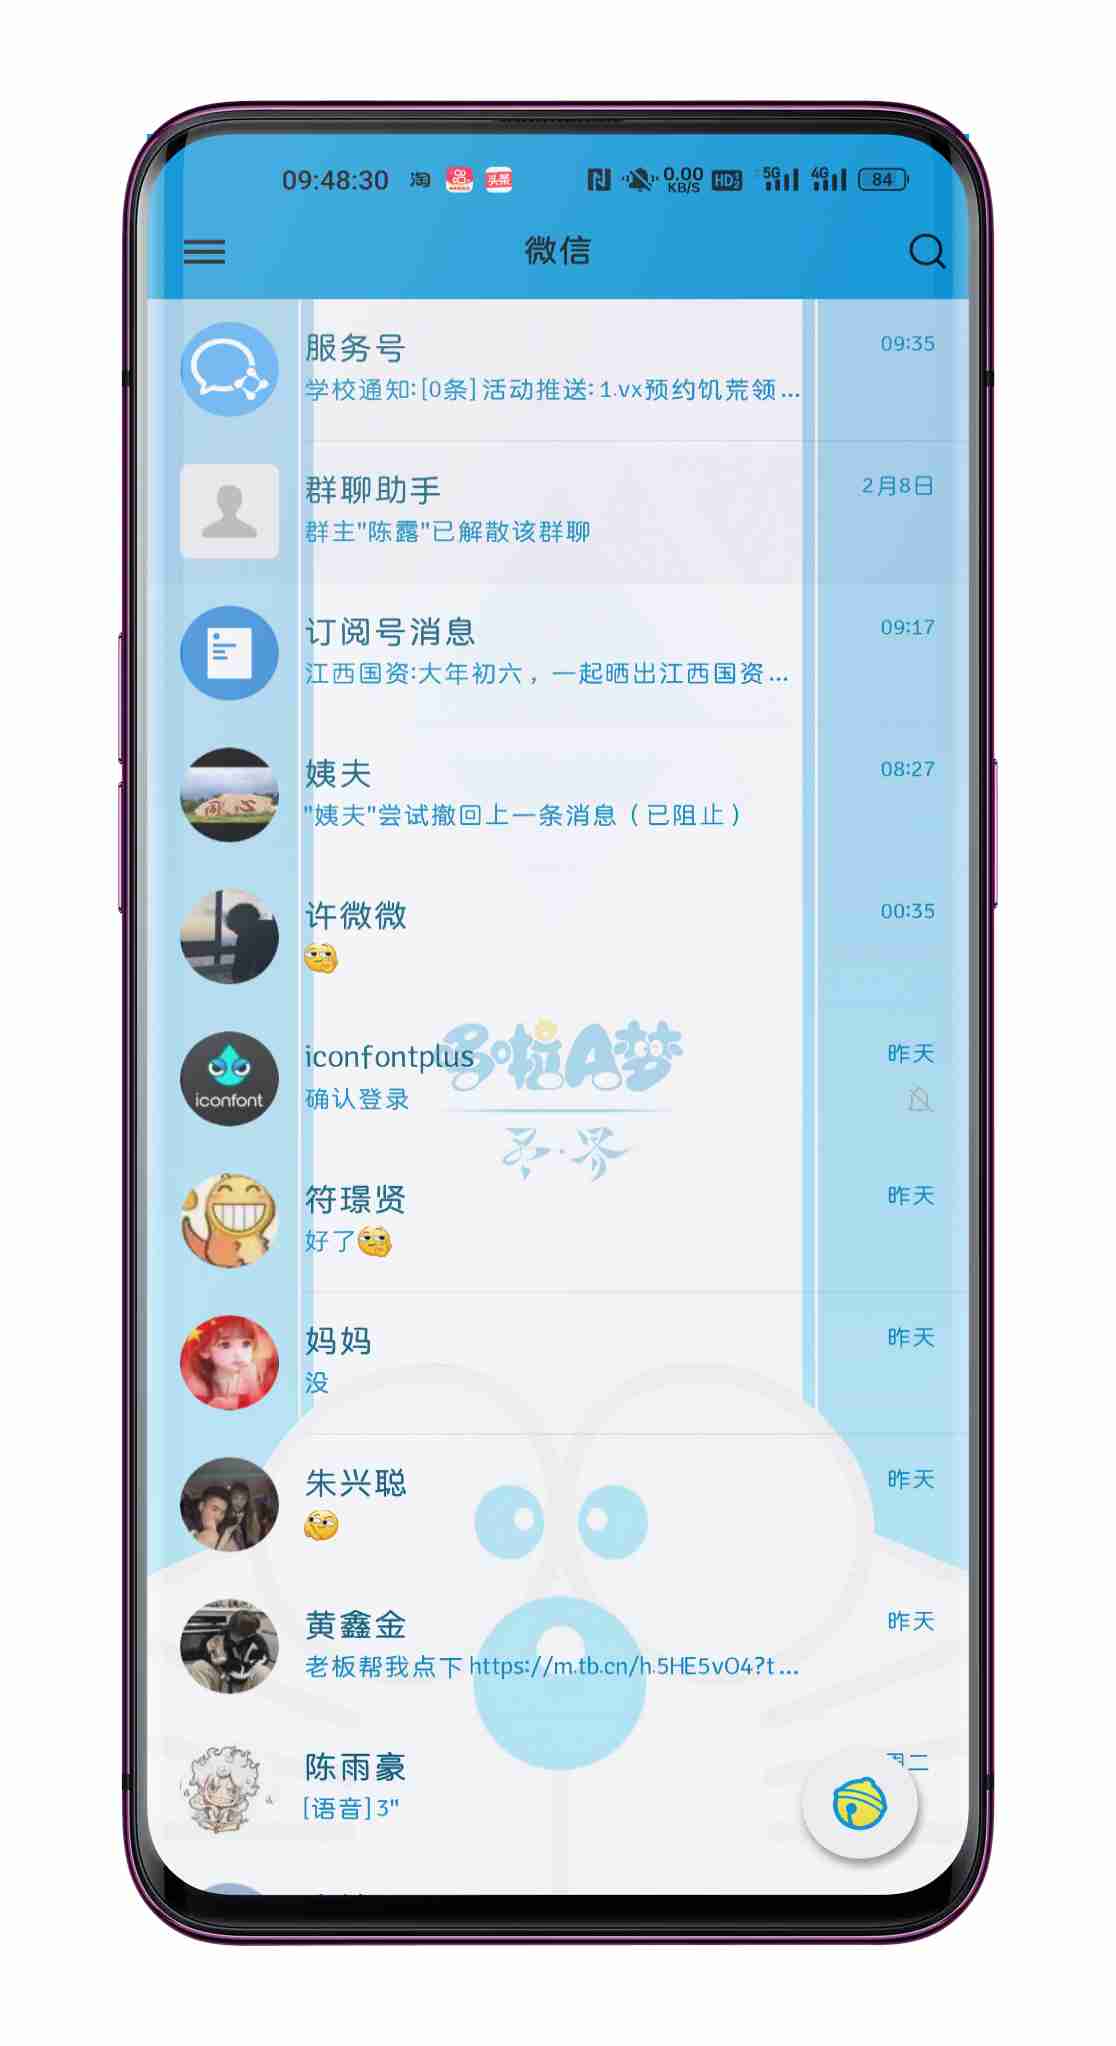 09:48:30 淘 头条 0.00 KB/S HD 5G 4G 84
微信
服务号 09:35
学校通知:[0条] 活动推送: 1.vx预约饥荒领...
群聊助手 2月8日
群主"陈露"已解散该群聊
订阅号消息 09:17
江西国资:大年初六，一起晒出江西国资...
姨夫 08:27
"姨夫"尝试撤回上一条消息（已阻止）
许微微 00:35
iconfontplus 昨天
iconfont
确认登录
哆啦A梦
符璟贤 昨天
好了
妈妈 昨天
没
朱兴聪 昨天
黄鑫金 昨天
老板帮我点下 https://m.tb.cn/h.5HE5vO4?t...
陈雨豪 周二
[语音] 3"